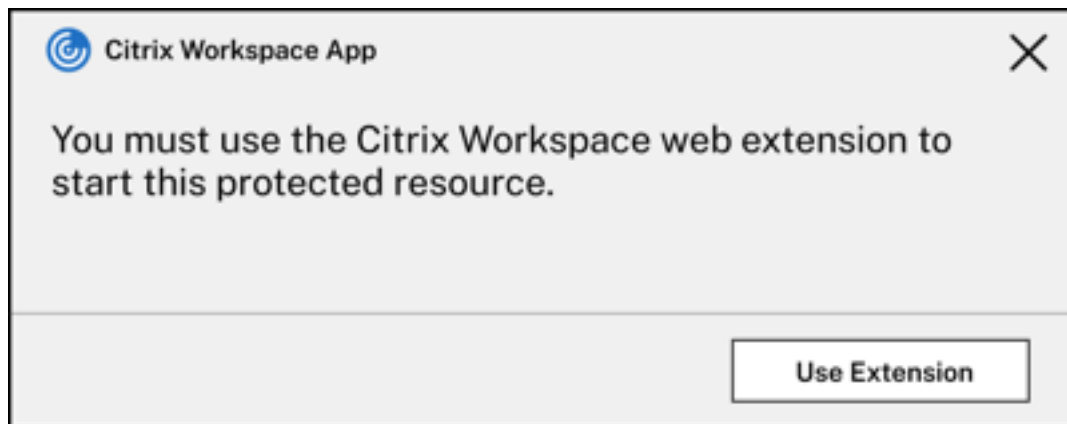 Citrix Workspace App
You must use the Citrix Workspace web extension to
start this protected resource.
Use Extension